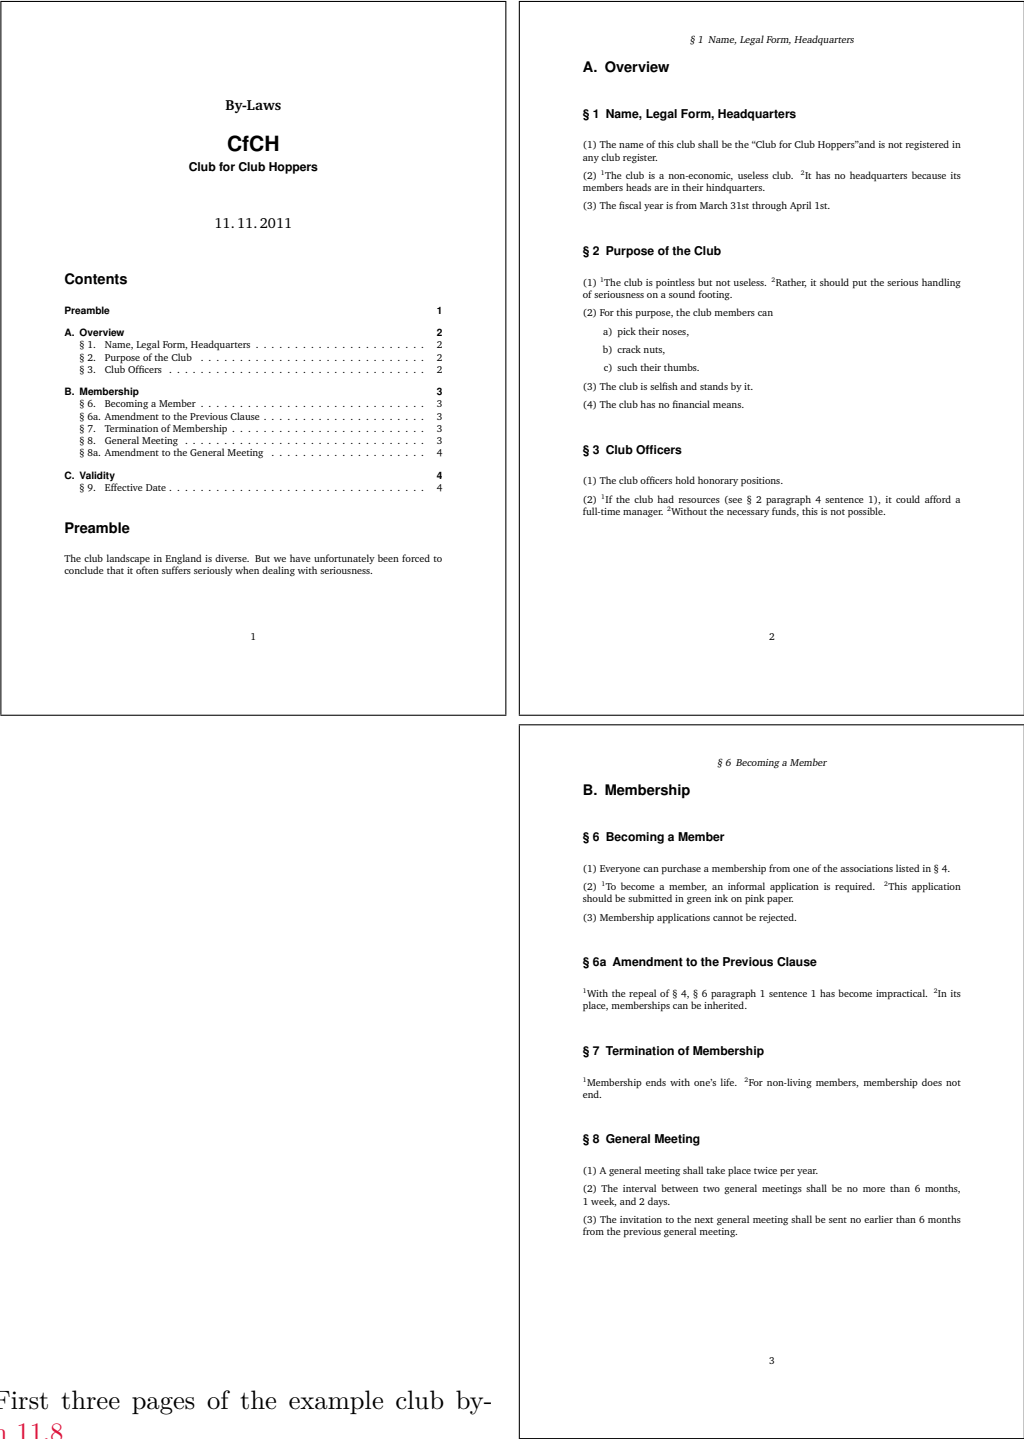 By-Laws
CfCH
Club for Club Hoppers
11. 11. 2011
Contents
Preamble 1
A. Overview 2
§ 1. Name, Legal Form, Headquarters . . . . . . . . . . . . . . . . . . . . . . 2
§ 2. Purpose of the Club . . . . . . . . . . . . . . . . . . . . . . . . . . . . 2
§ 3. Club Officers . . . . . . . . . . . . . . . . . . . . . . . . . . . . . . . . 2
B. Membership 3
§ 6. Becoming a Member . . . . . . . . . . . . . . . . . . . . . . . . . . . . 3
§ 6a. Amendment to the Previous Clause . . . . . . . . . . . . . . . . . . . . . 3
§ 7. Termination of Membership . . . . . . . . . . . . . . . . . . . . . . . . . 3
§ 8. General Meeting . . . . . . . . . . . . . . . . . . . . . . . . . . . . . . 3
§ 8a. Amendment to the General Meeting . . . . . . . . . . . . . . . . . . . . 4
C. Validity 4
§ 9. Effective Date . . . . . . . . . . . . . . . . . . . . . . . . . . . . . . . . 4
Preamble
The club landscape in England is diverse. But we have unfortunately been forced to
conclude that it often suffers seriously when dealing with seriousness.
1
§ 1 Name, Legal Form, Headquarters
A. Overview
§ 1 Name, Legal Form, Headquarters
(1) The name of this club shall be the “Club for Club Hoppers”and is not registered in
any club register.
(2) ¹The club is a non-economic, useless club. ²It has no headquarters because its
members heads are in their hindquarters.
(3) The fiscal year is from March 31st through April 1st.
§ 2 Purpose of the Club
(1) ¹The club is pointless but not useless. ²Rather, it should put the serious handling
of seriousness on a sound footing.
(2) For this purpose, the club members can
a) pick their noses,
b) crack nuts,
c) such their thumbs.
(3) The club is selfish and stands by it.
(4) The club has no financial means.
§ 3 Club Officers
(1) The club officers hold honorary positions.
(2) ¹If the club had resources (see § 2 paragraph 4 sentence 1), it could afford a
full-time manager. ²Without the necessary funds, this is not possible.
2
§ 6 Becoming a Member
B. Membership
§ 6 Becoming a Member
(1) Everyone can purchase a membership from one of the associations listed in § 4.
(2) ¹To become a member, an informal application is required. ²This application
should be submitted in green ink on pink paper.
(3) Membership applications cannot be rejected.
§ 6a Amendment to the Previous Clause
¹With the repeal of § 4, § 6 paragraph 1 sentence 1 has become impractical. ²In its
place, memberships can be inherited.
§ 7 Termination of Membership
¹Membership ends with one’s life. ²For non-living members, membership does not
end.
§ 8 General Meeting
(1) A general meeting shall take place twice per year.
(2) The interval between two general meetings shall be no more than 6 months,
1 week, and 2 days.
(3) The invitation to the next general meeting shall be sent no earlier than 6 months
from the previous general meeting.
3
First three pages of the example club by-
11.8